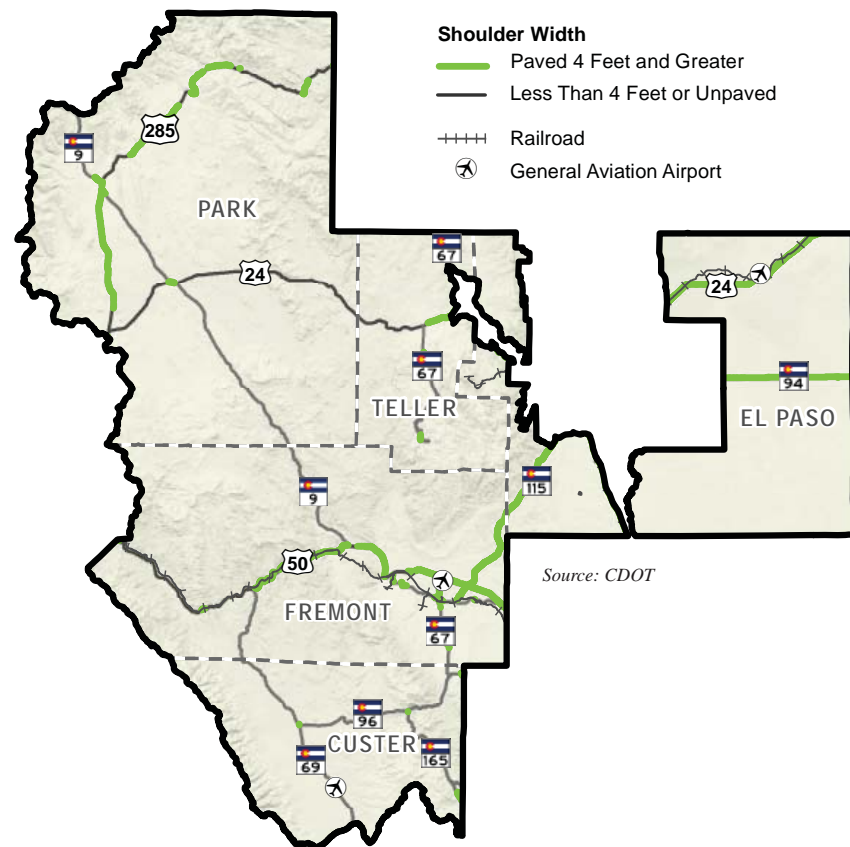 Shoulder Width
Paved 4 Feet and Greater
Less Than 4 Feet or Unpaved
Railroad
General Aviation Airport
285
9
PARK
67
24
24
67
94
TELLER
EL PASO
115
9
50
Source: CDOT
FREMONT
67
96
CUSTER
69
165